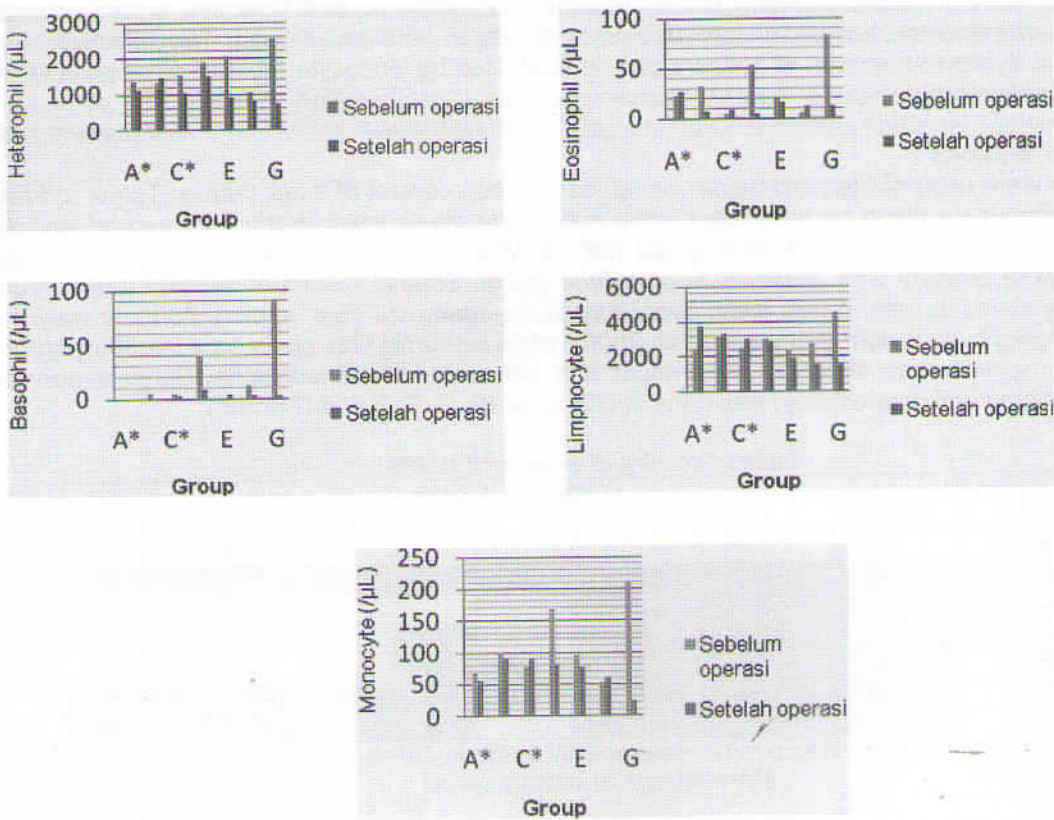 Heterophil (/µL)
3000
2000
1000
0
A* C* E G
Group
Sebelum operasi
Setelah operasi
Eosinophil (/µL)
100
50
0
A* C* E G
Group
Sebelum operasi
Setelah operasi
Basophil (/µL)
100
50
0
A* C* E G
Group
Sebelum operasi
Setelah operasi
Limphocyte (/µL)
6000
4000
2000
0
A* C* E G
Group
Sebelum
operasi
Setelah operasi
Monocyte (/µL)
250
200
150
100
50
0
A* C* E G
Group
Sebelum
operasi
Setelah operasi